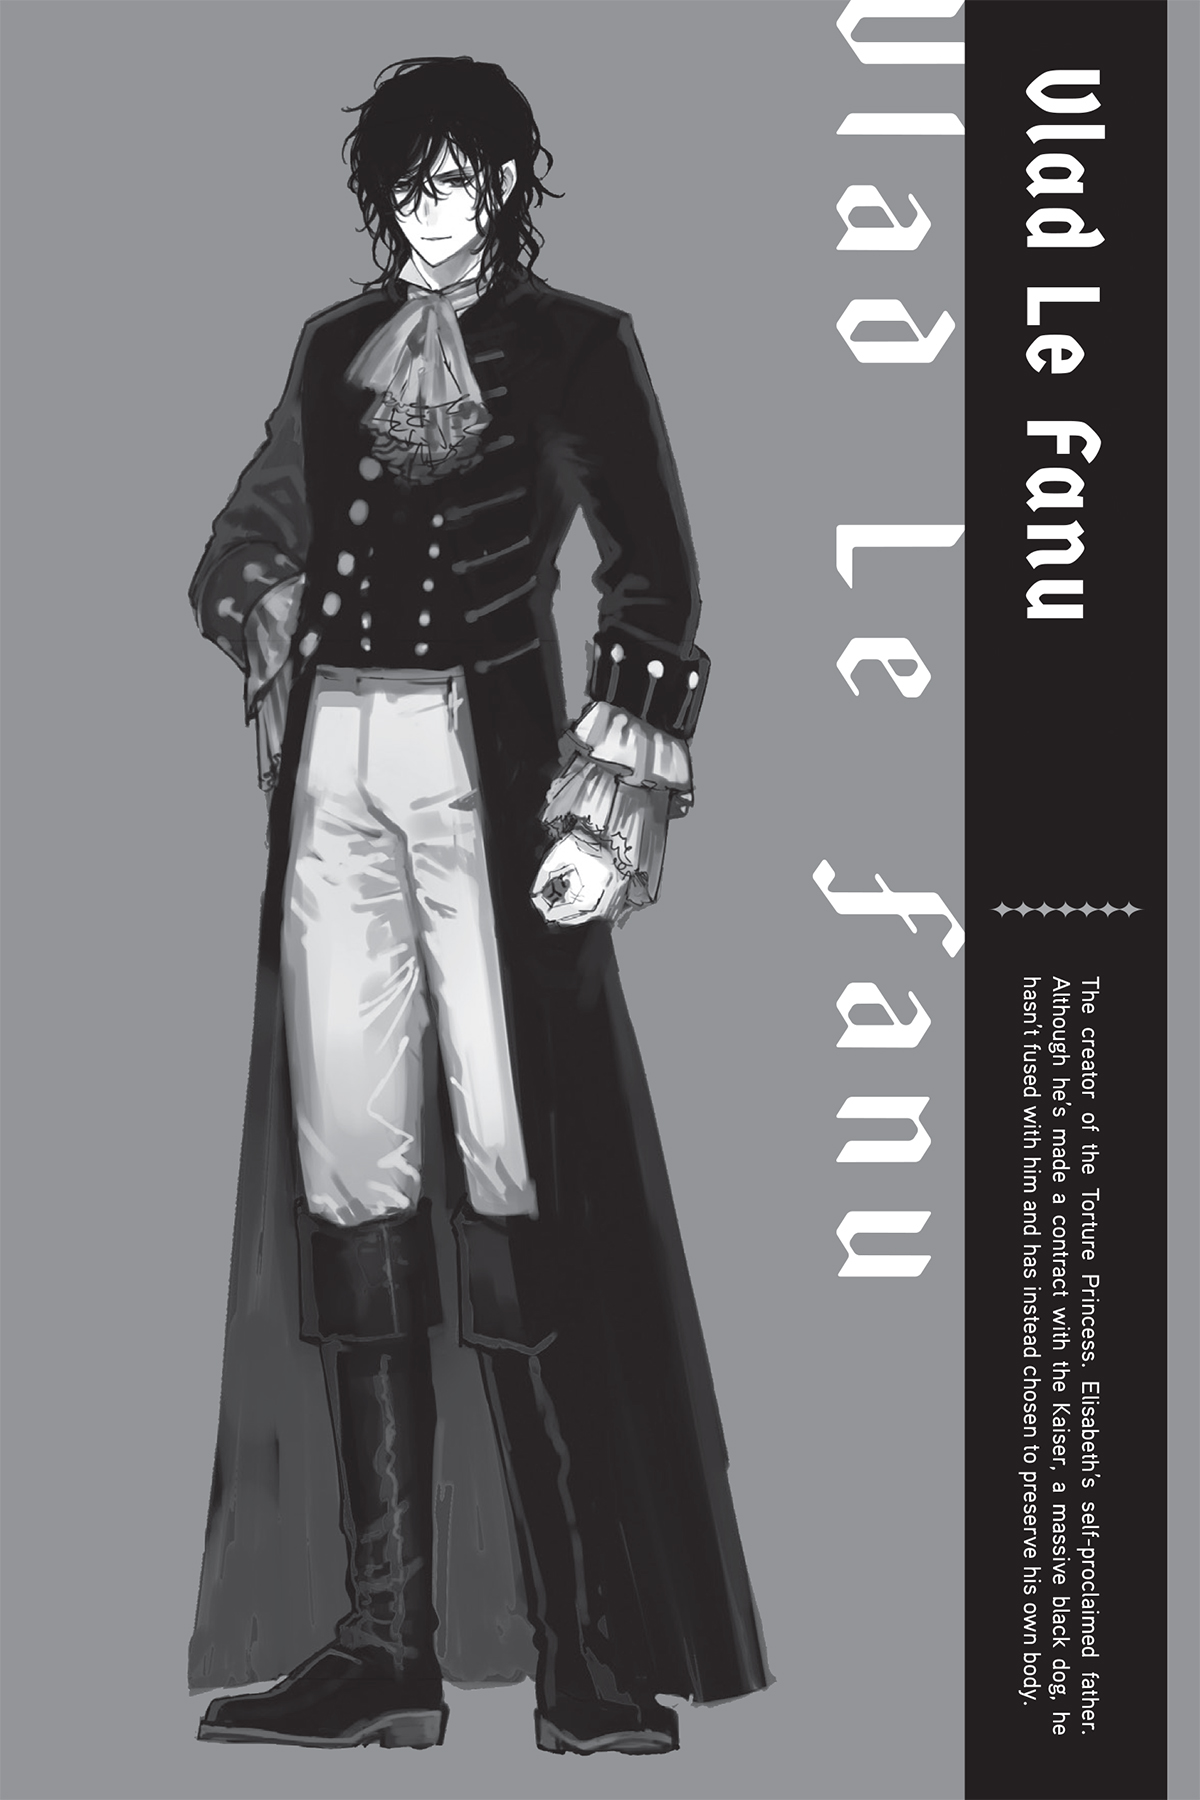 Vlad Le Fanu
Vlad Le Fanu
The creator of the Torture Princess. Elisabeth's self-proclaimed father.
Although he's made a contract with the Kaiser, a massive black dog, he
hasn't fused with him and has instead chosen to preserve his own body.